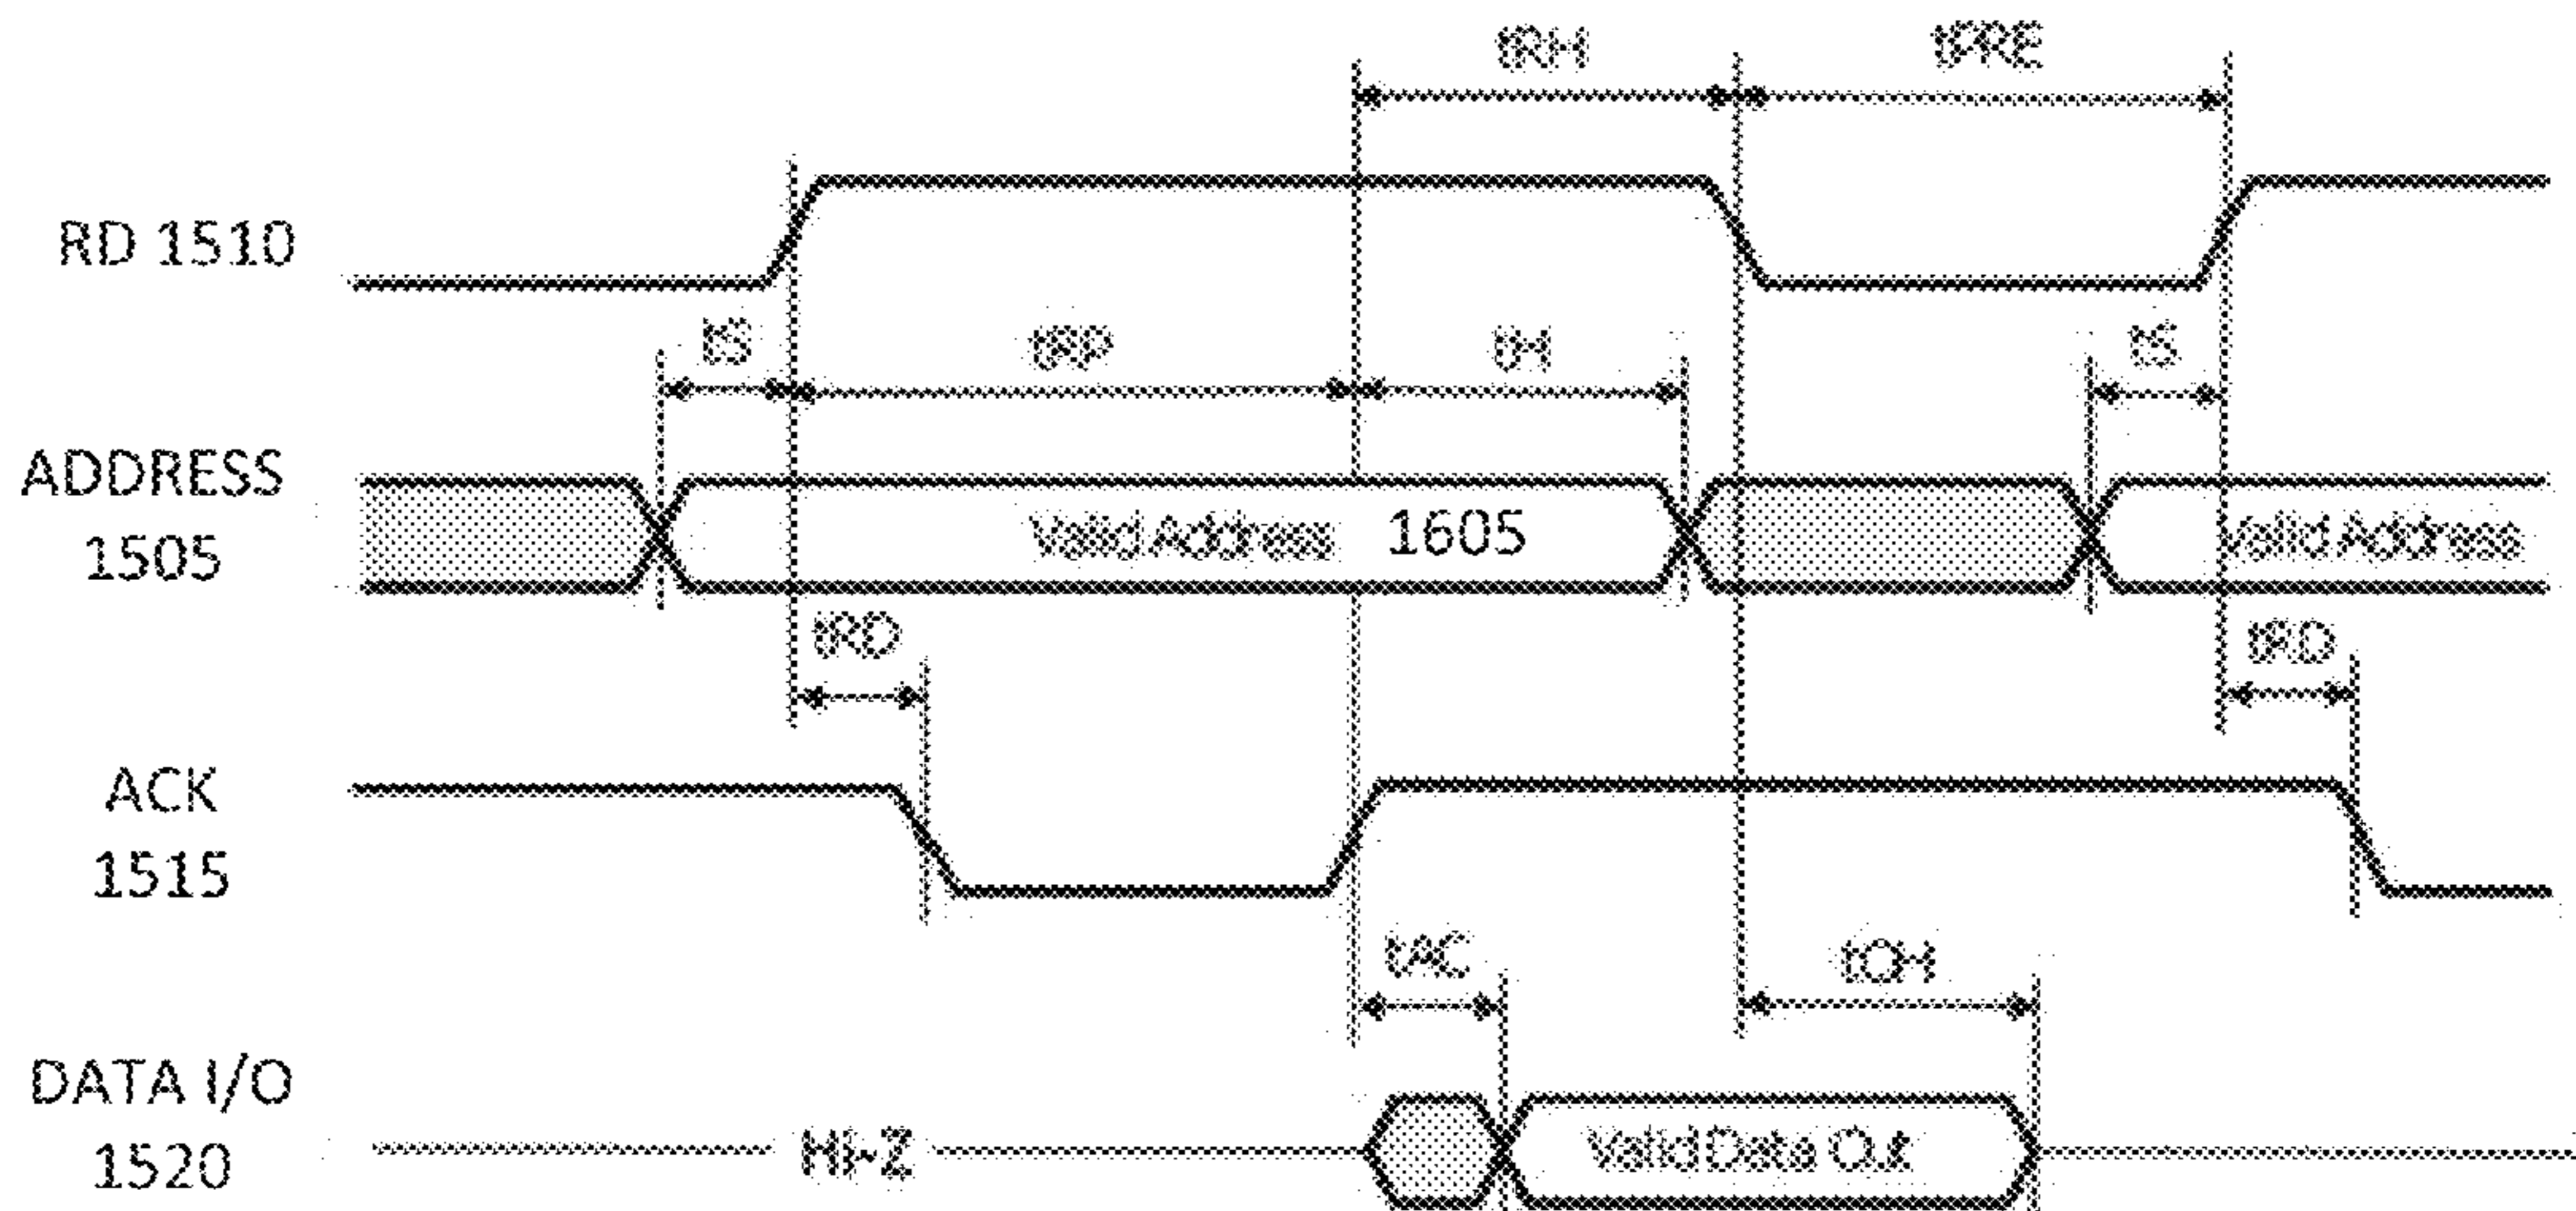 tRH
tPRE
RD 1510
tS
tRP
tH
tS
ADDRESS
1505
Valid Address 1605
Valid Address
tRD
tRD
ACK
1515
tAC
tOH
DATA I/O
1520
Hi-Z
Valid Data Out